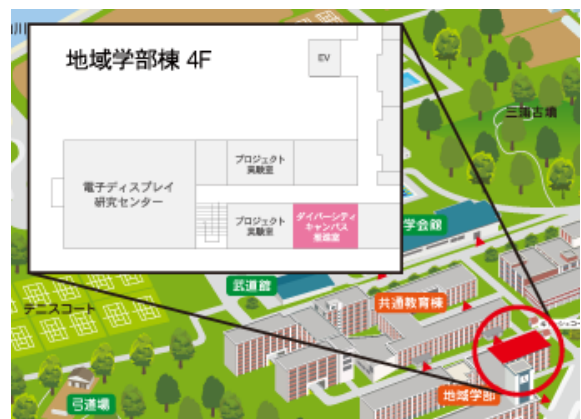 地域学部棟 4F
EV
プロジェクト
実験室
電子ディスプレイ
研究センター
プロジェクト
実験室
ダイバーシティ
キャンパス
推進室
三浦古墳
学会館
武道館
テニスコート
共通教育棟
地域学部
弓道場